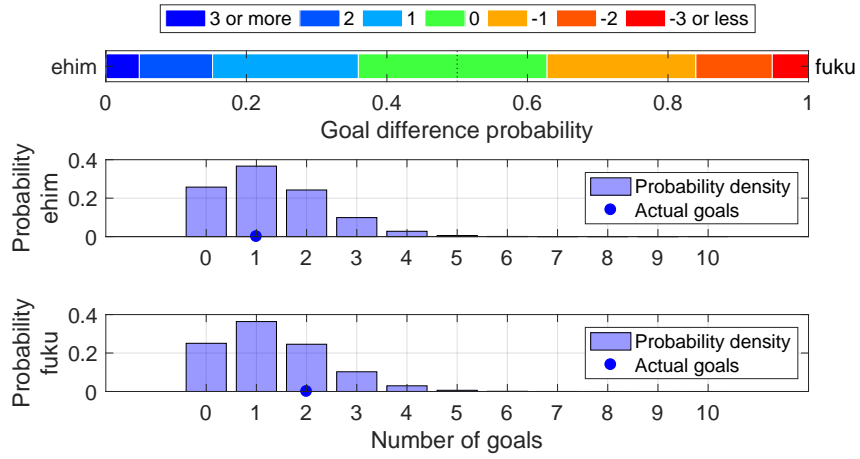 3 or more 2 1 0 -1 -2 -3 or less
ehim fuku
0 0.2 0.4 0.6 0.8 1
Goal difference probability
Probability
ehim
0.4
0.2
0
Probability density
Actual goals
0 1 2 3 4 5 6 7 8 9 10
Probability
fuku
0.4
0.2
0
Probability density
Actual goals
0 1 2 3 4 5 6 7 8 9 10
Number of goals